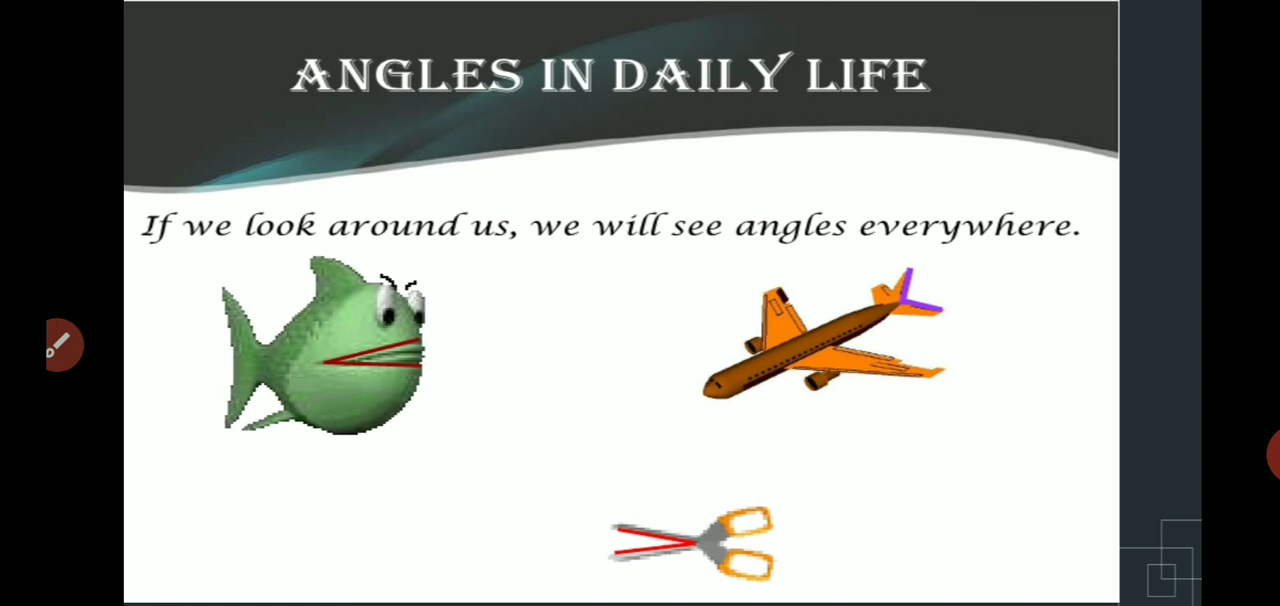 ANGLES IN DAILY LIFE
If we look around us, we will see angles everywhere.